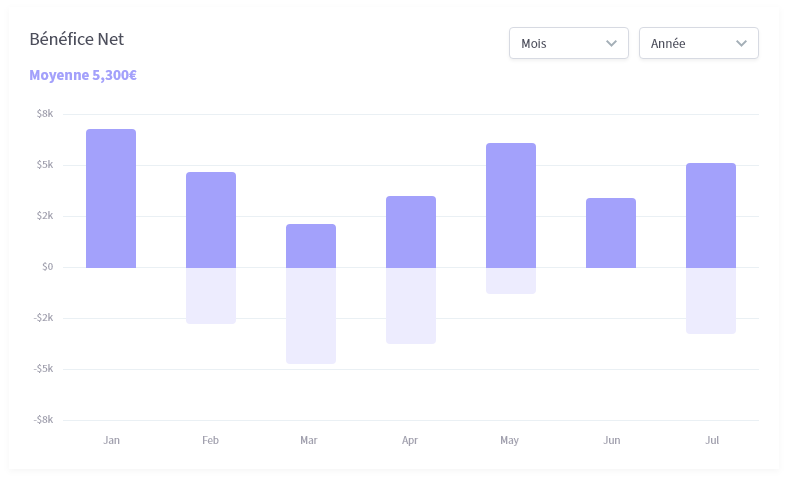 Bénéfice Net
Mois
Année
Moyenne 5,300€
$8k
$5k
$2k
$0
-$2k
-$5k
-$8k
Jan Feb Mar Apr May Jun Jul